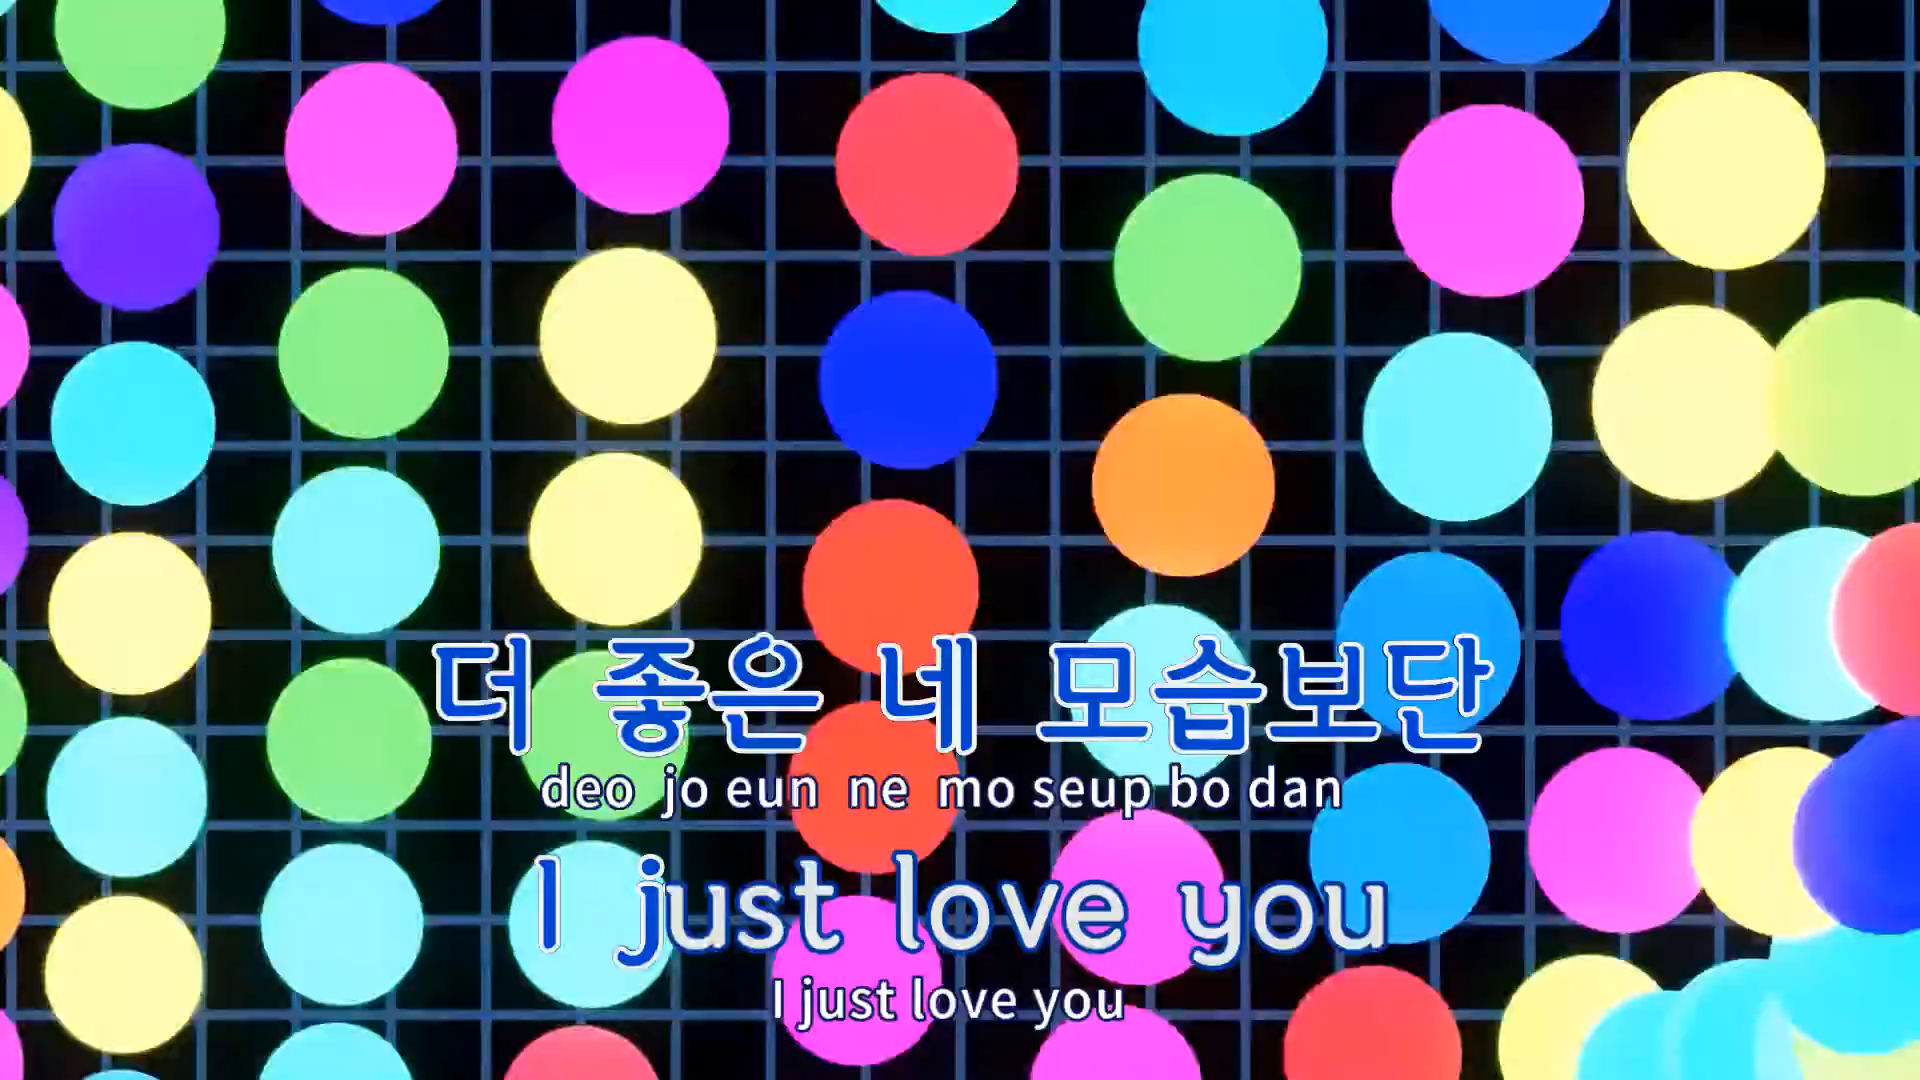 더 좋은 네 모습보단
deo jo eun ne mo seup bo dan
I just love you
I just love you